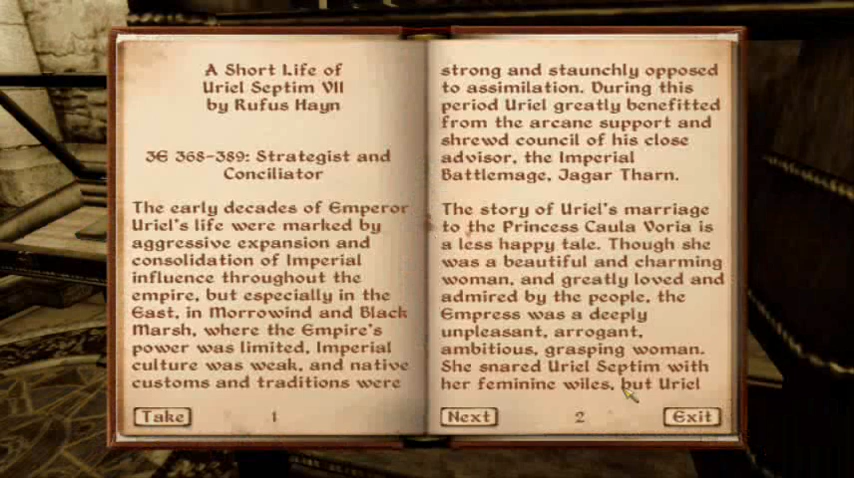 A Short Life of
Uriel Septim VII
by Rufus Hayn
3E 368-389: Strategist and
Conciliator
The early decades of Emperor
Uriel's life were marked by
aggressive expansion and
consolidation of Imperial
influence throughout the
empire, but especially in the
East, in Morrowind and Black
Marsh, where the Empire's
power was limited, Imperial
culture was weak, and native
customs and traditions were
Take
1
strong and staunchly opposed
to assimilation. During this
period Uriel greatly benefitted
from the arcane support and
shrewd council of his close
advisor, the Imperial
Battlemage, Jagar Tharn.
The story of Uriel's marriage
to the Princess Caula Voria is
a less happy tale. Though she
was a beautiful and charming
woman, and greatly loved and
admired by the people, the
Empress was a deeply
unpleasant, arrogant,
ambitious, grasping woman.
She snared Uriel Septim with
her feminine wiles, but Uriel
Next
2
Exit